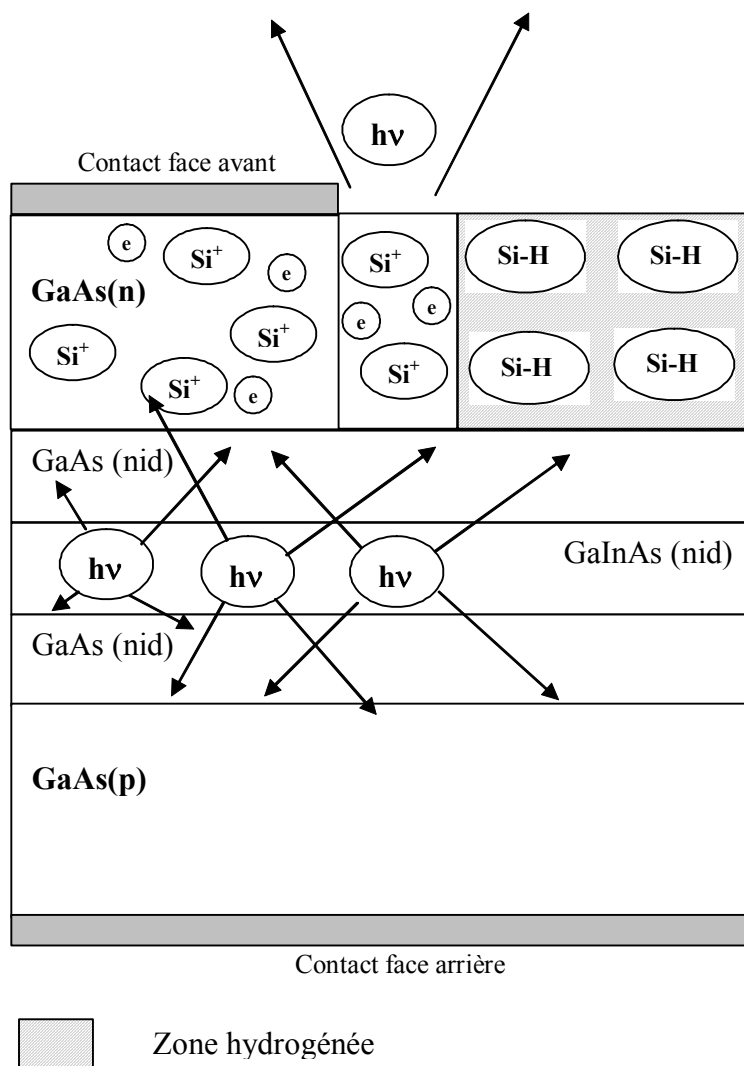 hν
Contact face avant
e Si⁺ Si⁺ Si-H Si-H
GaAs(n) e e e
Si⁺ Si⁺ Si⁺ Si-H Si-H
Si⁺ e
GaAs (nid)
hν hν hν GaInAs (nid)
GaAs (nid)
GaAs(p)
Contact face arrière
Zone hydrogénée